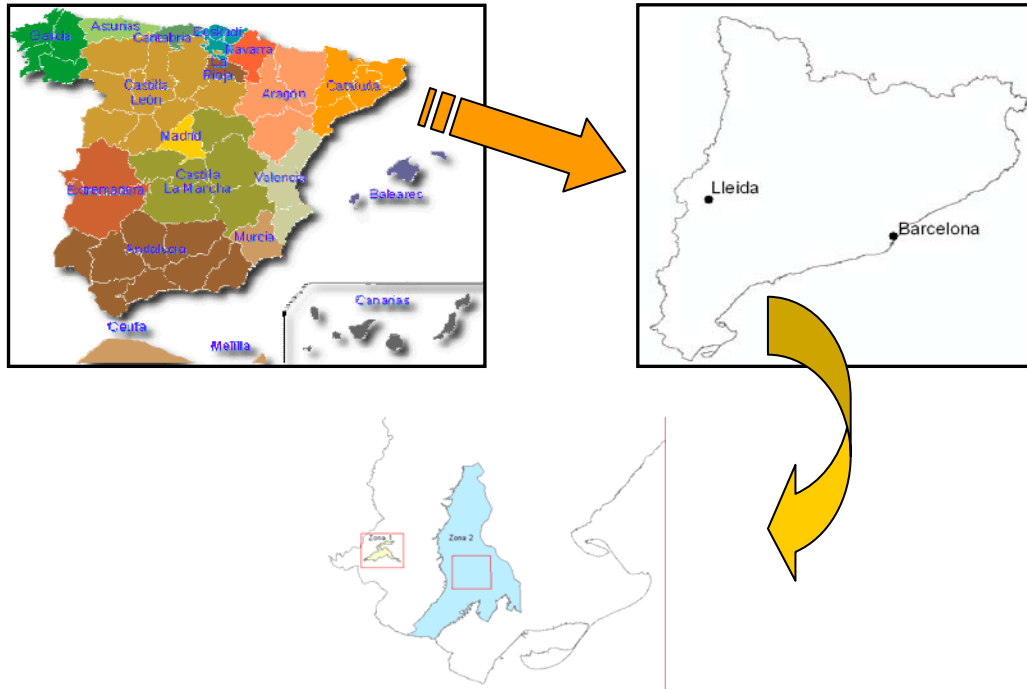 Galicia
Asturias
Cantabria
Euskadi
Navarra
La
Rioja
Castilla
León
Aragón
Cataluña
Madrid
Castilla
La Mancha
Extremadura
Valencia
Baleares
Murcia
Andalucía
Canarias
Ceuta
Melilla
Lleida
Barcelona
Zona 1
Zona 2